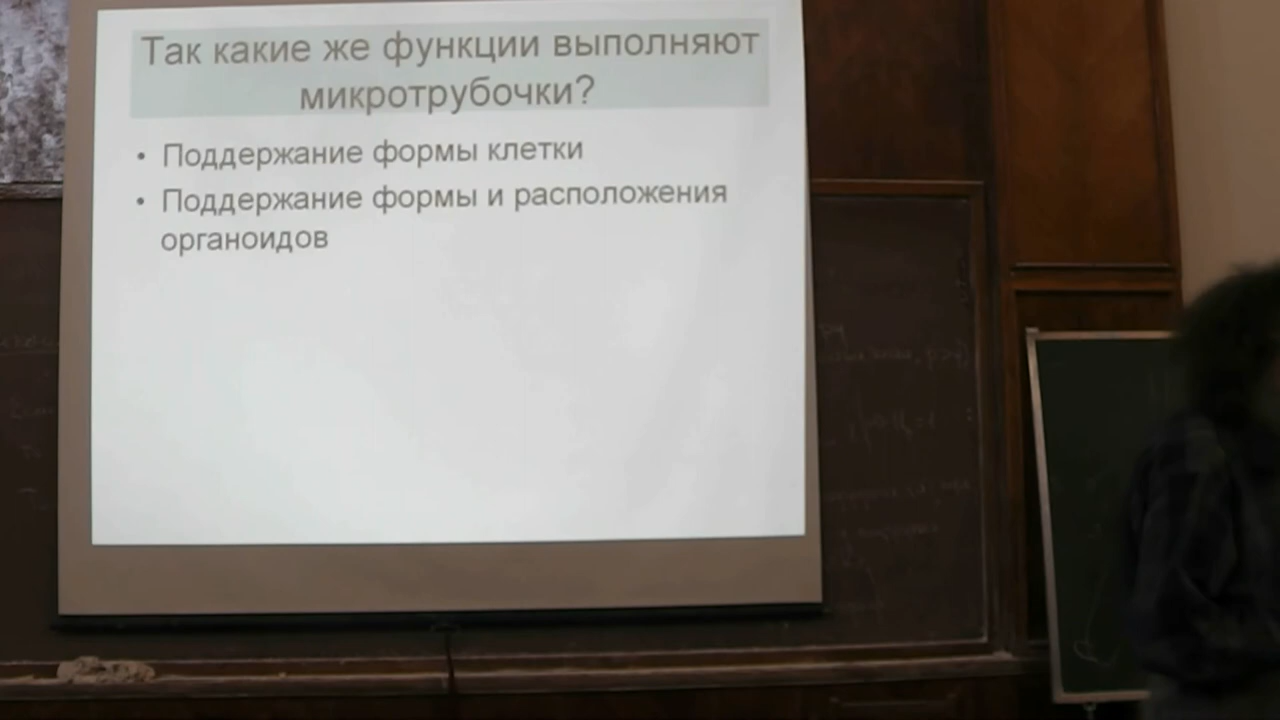 Так какие же функции выполняют
микротрубочки?
• Поддержание формы клетки
• Поддержание формы и расположения
органоидов